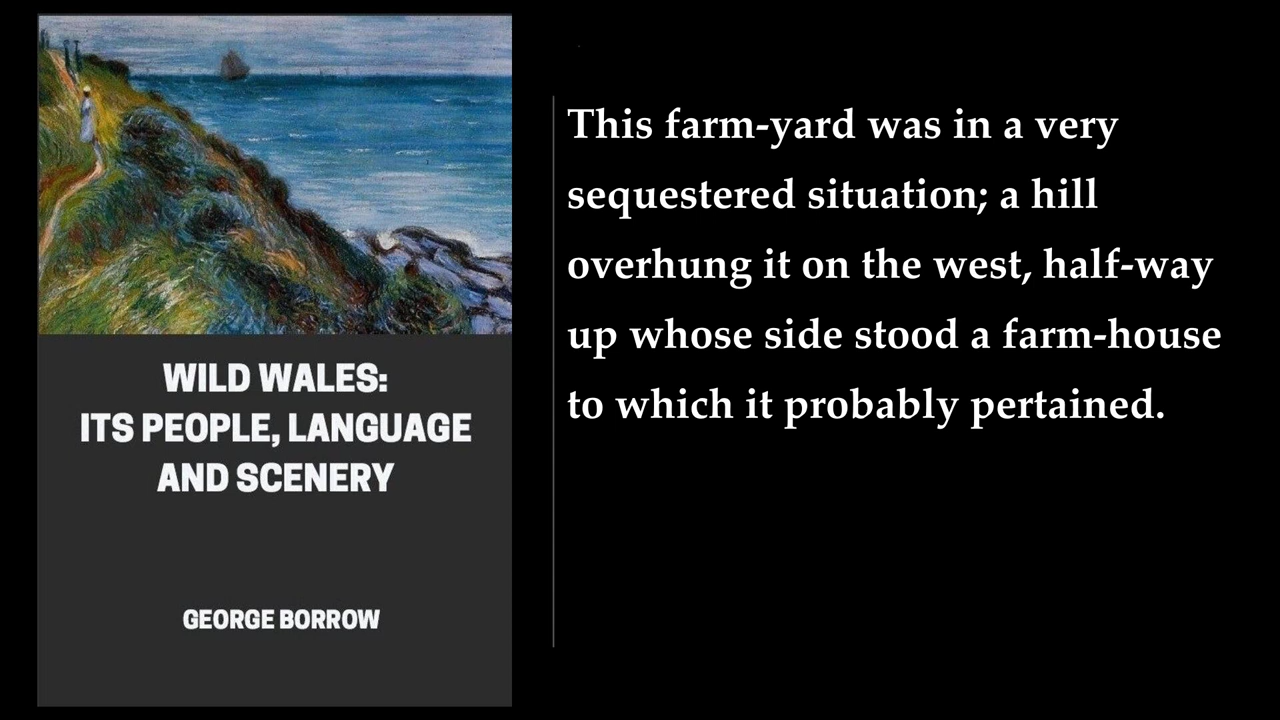 WILD WALES:
ITS PEOPLE, LANGUAGE
AND SCENERY
GEORGE BORROW
This farm-yard was in a very
sequestered situation; a hill
overhung it on the west, half-way
up whose side stood a farm-house
to which it probably pertained.